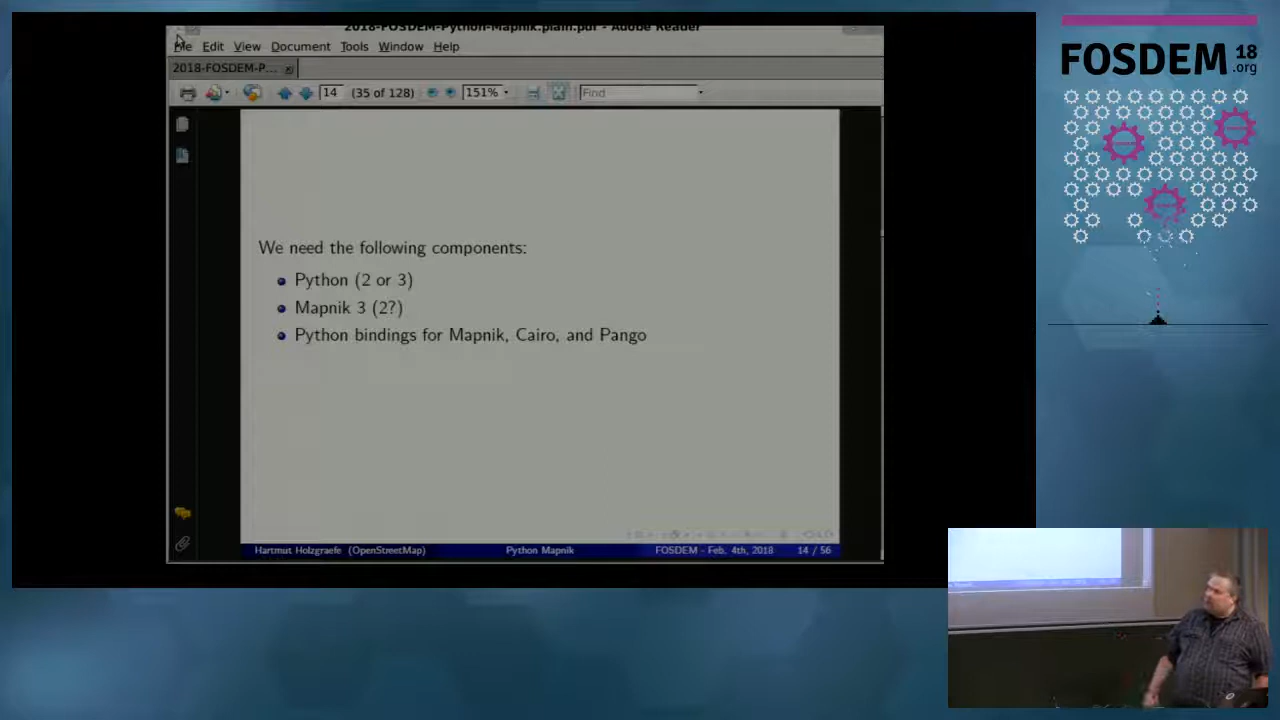 2018-FOSDEM-Python-Mapnik.plain.pdf - Adobe Reader
File Edit View Document Tools Window Help
2018-FOSDEM-P...
14 (35 of 128) 151% Find
We need the following components:
Python (2 or 3)
Mapnik 3 (2?)
Python bindings for Mapnik, Cairo, and Pango
Hartmut Holzgraefe (OpenStreetMap) Python Mapnik FOSDEM - Feb. 4th, 2018 14 / 56
FOSDEM 18
.org